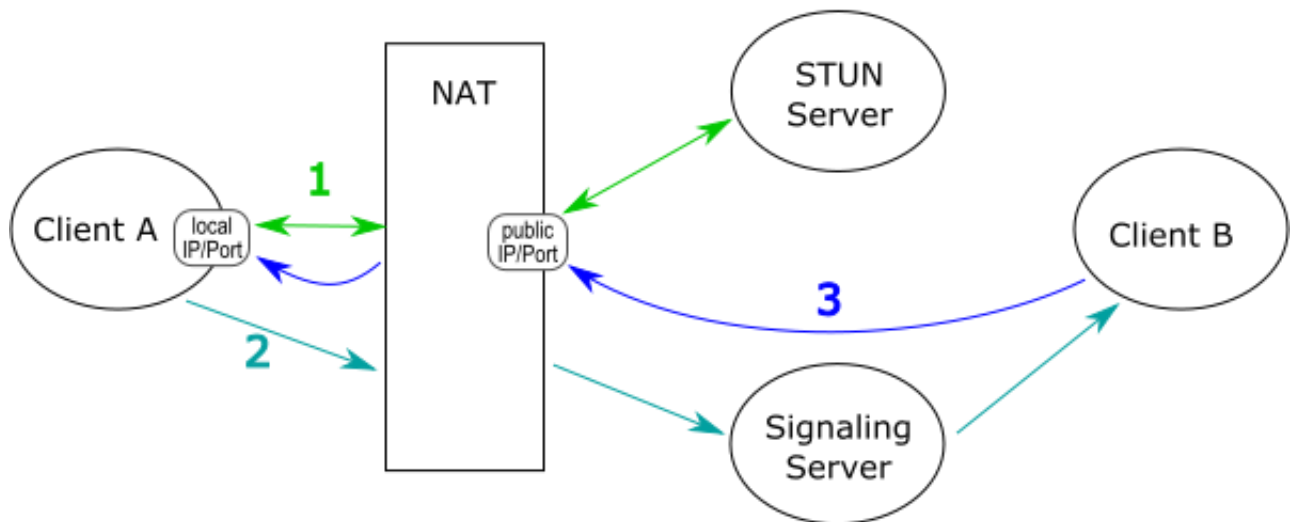 NAT
STUN
Server
1
Client A
local
IP/Port
public
IP/Port
Client B
2
3
Signaling
Server